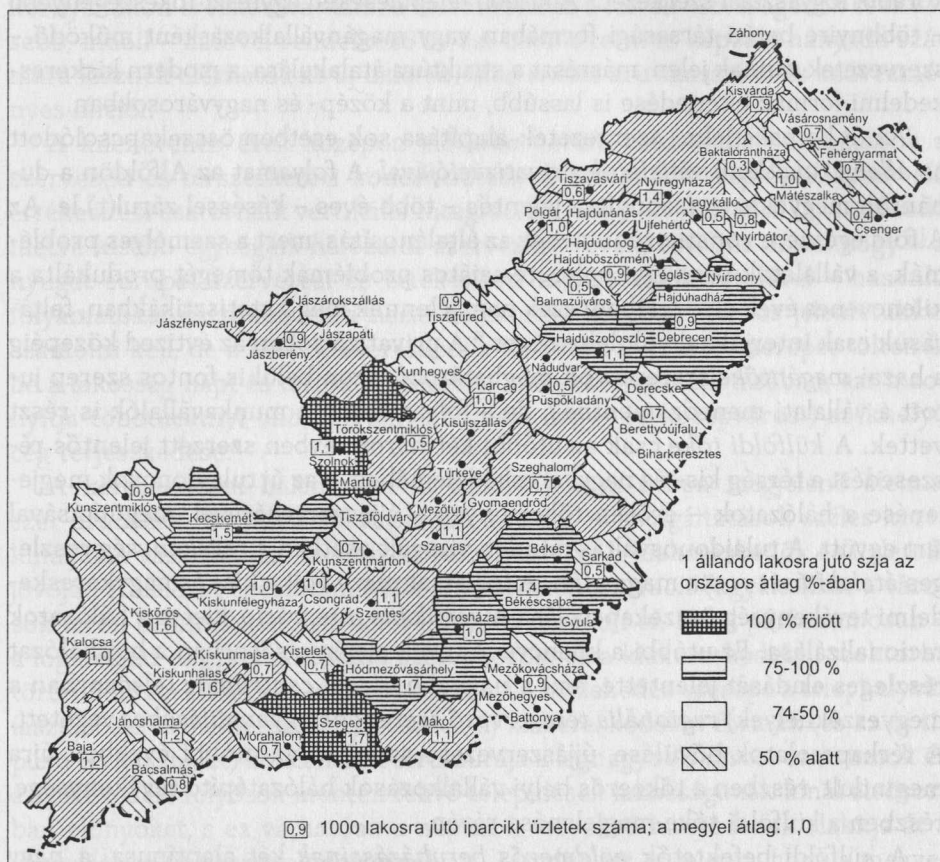 Záhony
Kisvárda
0,9
Vásárosnamény
0,7
Fehérgyarmat
0,7
Baktalórántháza
0,3
Tiszavasvári
0,6
Nyíregyháza
1,4
Mátészalka
1,0
Nagykálló
0,5
0,8
Nyírbátor
0,4
Csenger
Polgár
1,0
Hajdúnánás
Hajdúdorog
Újfehértó
Hajdúböszörmény
0,9
Téglás
Nyíradony
0,5
Balmazújváros
Hajdúhadház
0,9
Tiszafüred
0,9
Hajdúszoboszló
Debrecen
1,1
Jászárokszállás
Jászfényszaru
0,9
Jászapáti
Jászberény
Kunhegyes
Karcag
1,0
Nádudvar
0,5
Püspökladány
Derecske
0,7
Berettyóújfalu
Biharkeresztes
Törökszentmiklós
1,1
0,5
Szolnok
Kisújszállás
Martfű
Túrkeve
Szeghalom
0,7
Tiszaföldvár
Mezőtúr
Gyomaendrőd
1,1
Szarvas
0,9
Kunszentmiklós
Kecskemét
1,5
0,7
Kunszentmárton
Békés
Sarkad
0,5
1,4
Békéscsaba
1,0
Kiskunfélegyháza
1,0
Csongrád
1,1
Szentes
Orosháza
1,0
Gyula
Kiskőrös
1,6
Kalocsa
1,0
Kiskunmajsa
0,7
Kistelek
0,7
Kiskunhalas
1,6
Hódmezővásárhely
1,7
Mezőkovácsháza
0,9
Mezőhegyes
Battonya
Jánoshalma
1,2
Szeged
1,7
Makó
1,1
Mórahalom
0,7
Baja
1,2
Bácsalmás
0,8
1 állandó lakosra jutó szja az
országos átlag %-ában
100 % fölött
75-100 %
74-50 %
50 % alatt
0,9 1000 lakosra jutó iparcikk üzletek száma; a megyei átlag: 1,0